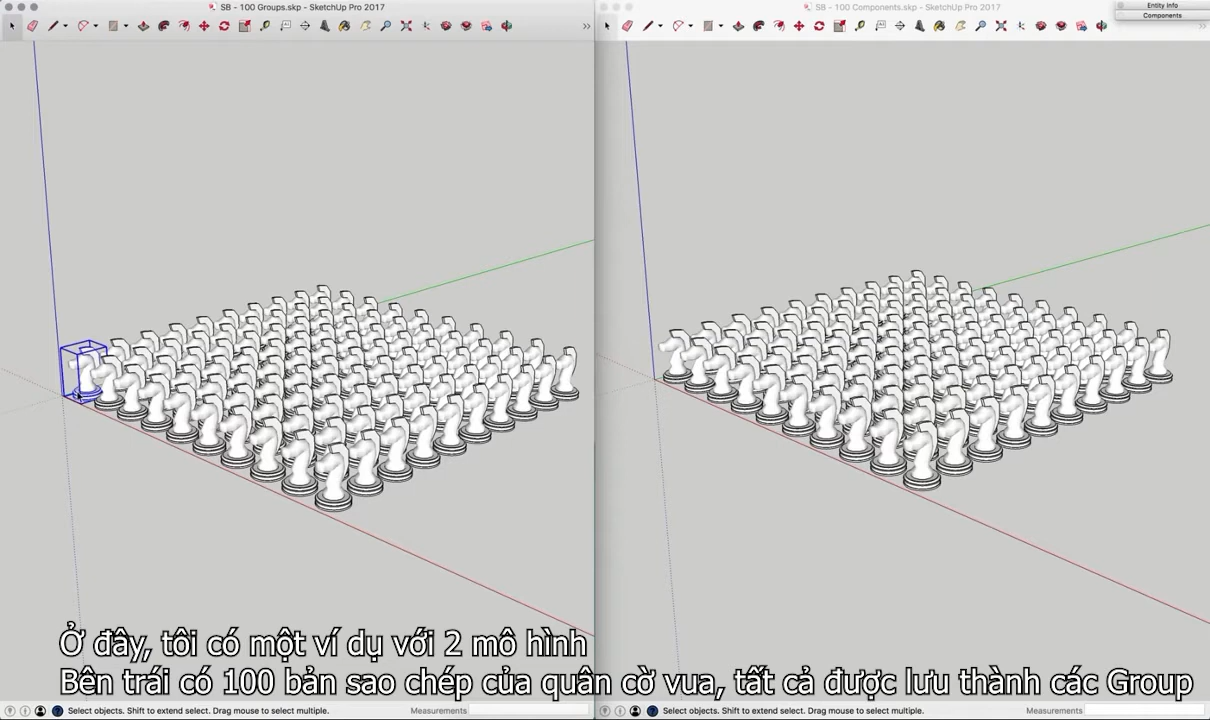 SB - 100 Groups.skp - SketchUp Pro 2017
SB - 100 Components.skp - SketchUp Pro 2017
Entity Info
Components
Ở đây, tôi có một ví dụ với 2 mô hình
Bên trái có 100 bản sao chép của quân cờ vua, tất cả được lưu thành các Group
Select objects. Shift to extend select. Drag mouse to select multiple.
Measurements
Select objects. Shift to extend select. Drag mouse to select multiple.
Measurements